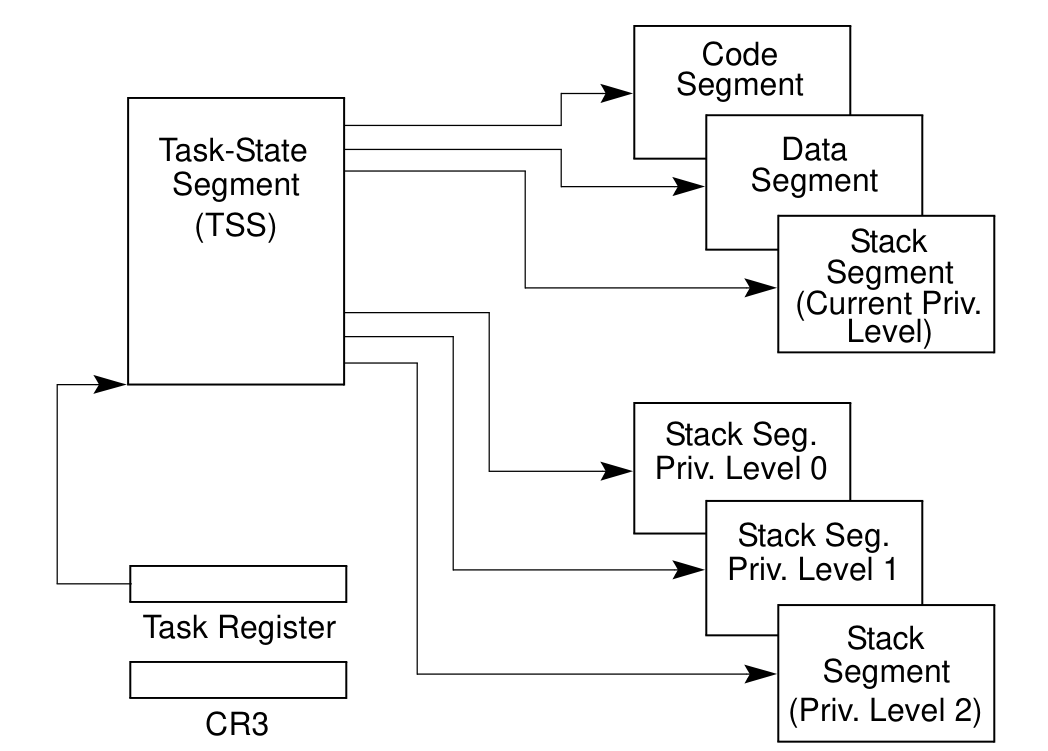 Code
Segment
Task-State
Segment
(TSS)
Data
Segment
Stack
Segment
(Current Priv.
Level)
Stack Seg.
Priv. Level 0
Stack Seg.
Priv. Level 1
Stack
Segment
(Priv. Level 2)
Task Register
CR3